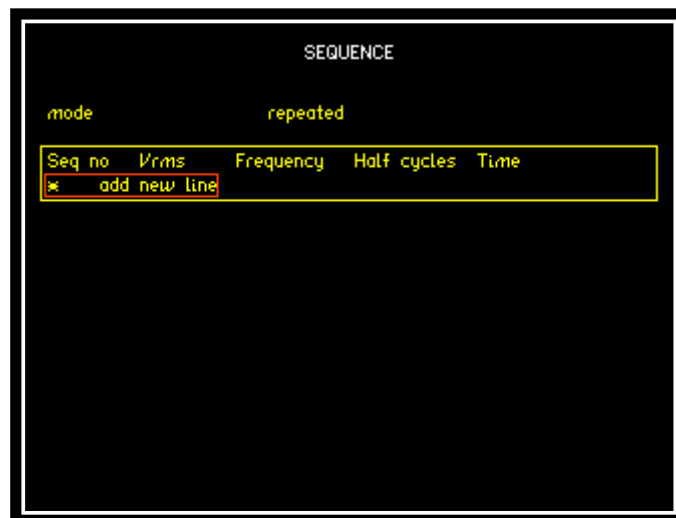 SEQUENCE
mode repeated
Seq no Vrms Frequency Half cycles Time
* add new line